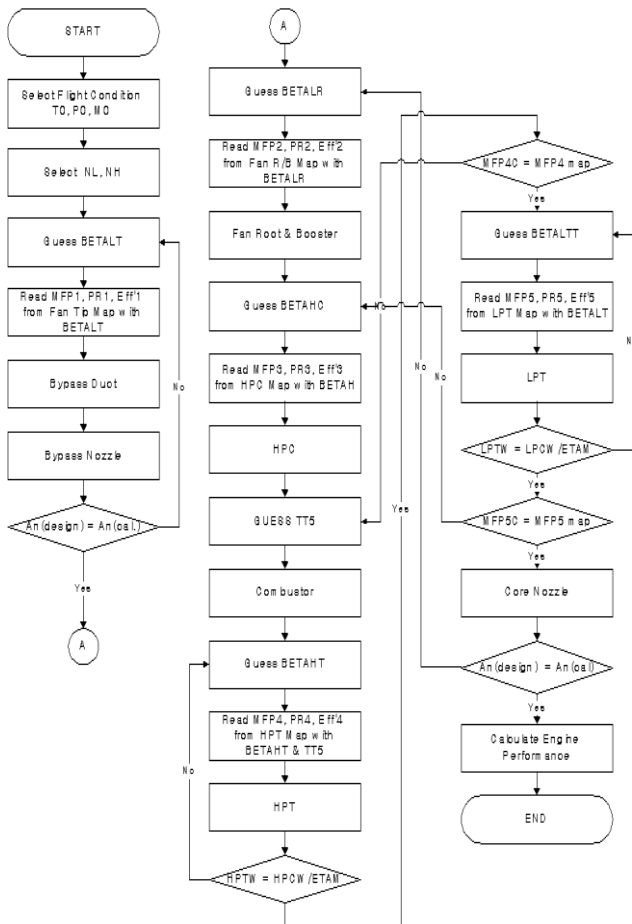 START
Select Flight Condition
T0, P0, M0
Select NL, NH
Guess BETALT
Read MFP1, PR1, Eff'1
from Fan Tip Map with
BETALT
Bypass Duct
Bypass Nozzle
An(design) = An(cal.)
No
Yes
A
A
Guess BETALR
Read MFP2, PR2, Eff'2
from Fan R/B Map with
BETALR
Fan Root & Booster
Guess BETAHC
Read MFP3, PR3, Eff'3
from HPC Map with BETAH
HPC
GUESS TT5
Combustor
Guess BETAHT
Read MFP4, PR4, Eff'4
from HPT Map with
BETAHT & TT5
No
HPT
HPTW = HPCW/ETAM
Yes
No
No
No
MFP4C = MFP4 map
Yes
Guess BETALTT
Read MFP5, PR5, Eff'5
from LPT Map with BETALT
LPT
LPTW = LPCW/ETAM
Yes
MFP5C = MFP5 map
Yes
Core Nozzle
An(design) = An(cal)
Yes
Calculate Engine
Performance
END